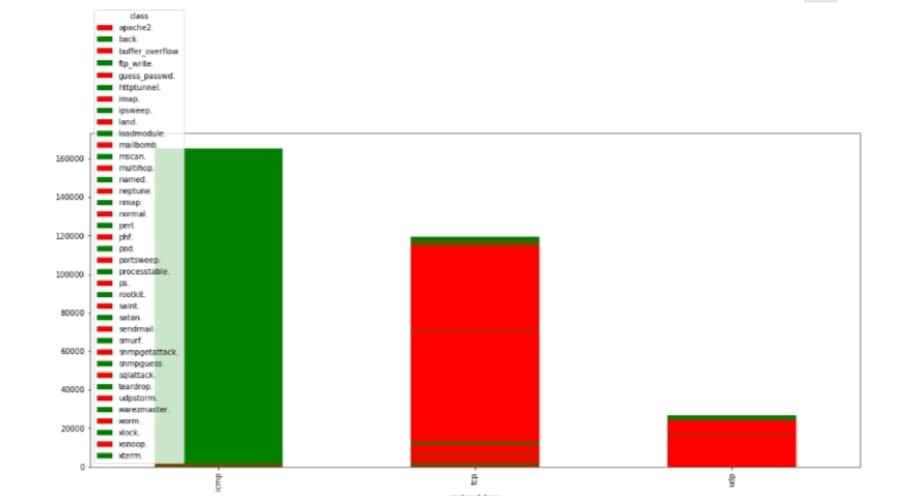 class
apache2.
back.
buffer_overflow.
ftp_write.
guess_passwd.
httptunnel.
imap.
ipsweep.
land.
loadmodule.
mailbomb.
mscan.
multihop.
named.
neptune.
nmap.
normal.
perl.
phf.
pod.
portsweep.
processtable.
ps.
rootkit.
saint.
satan.
sendmail.
smurf.
snmpgetattack.
snmpguess.
sqlattack.
teardrop.
udpstorm.
warezmaster.
worm.
xlock.
xsnoop.
xterm.
160000
140000
120000
100000
80000
60000
40000
20000
0
icmp
tcp
udp